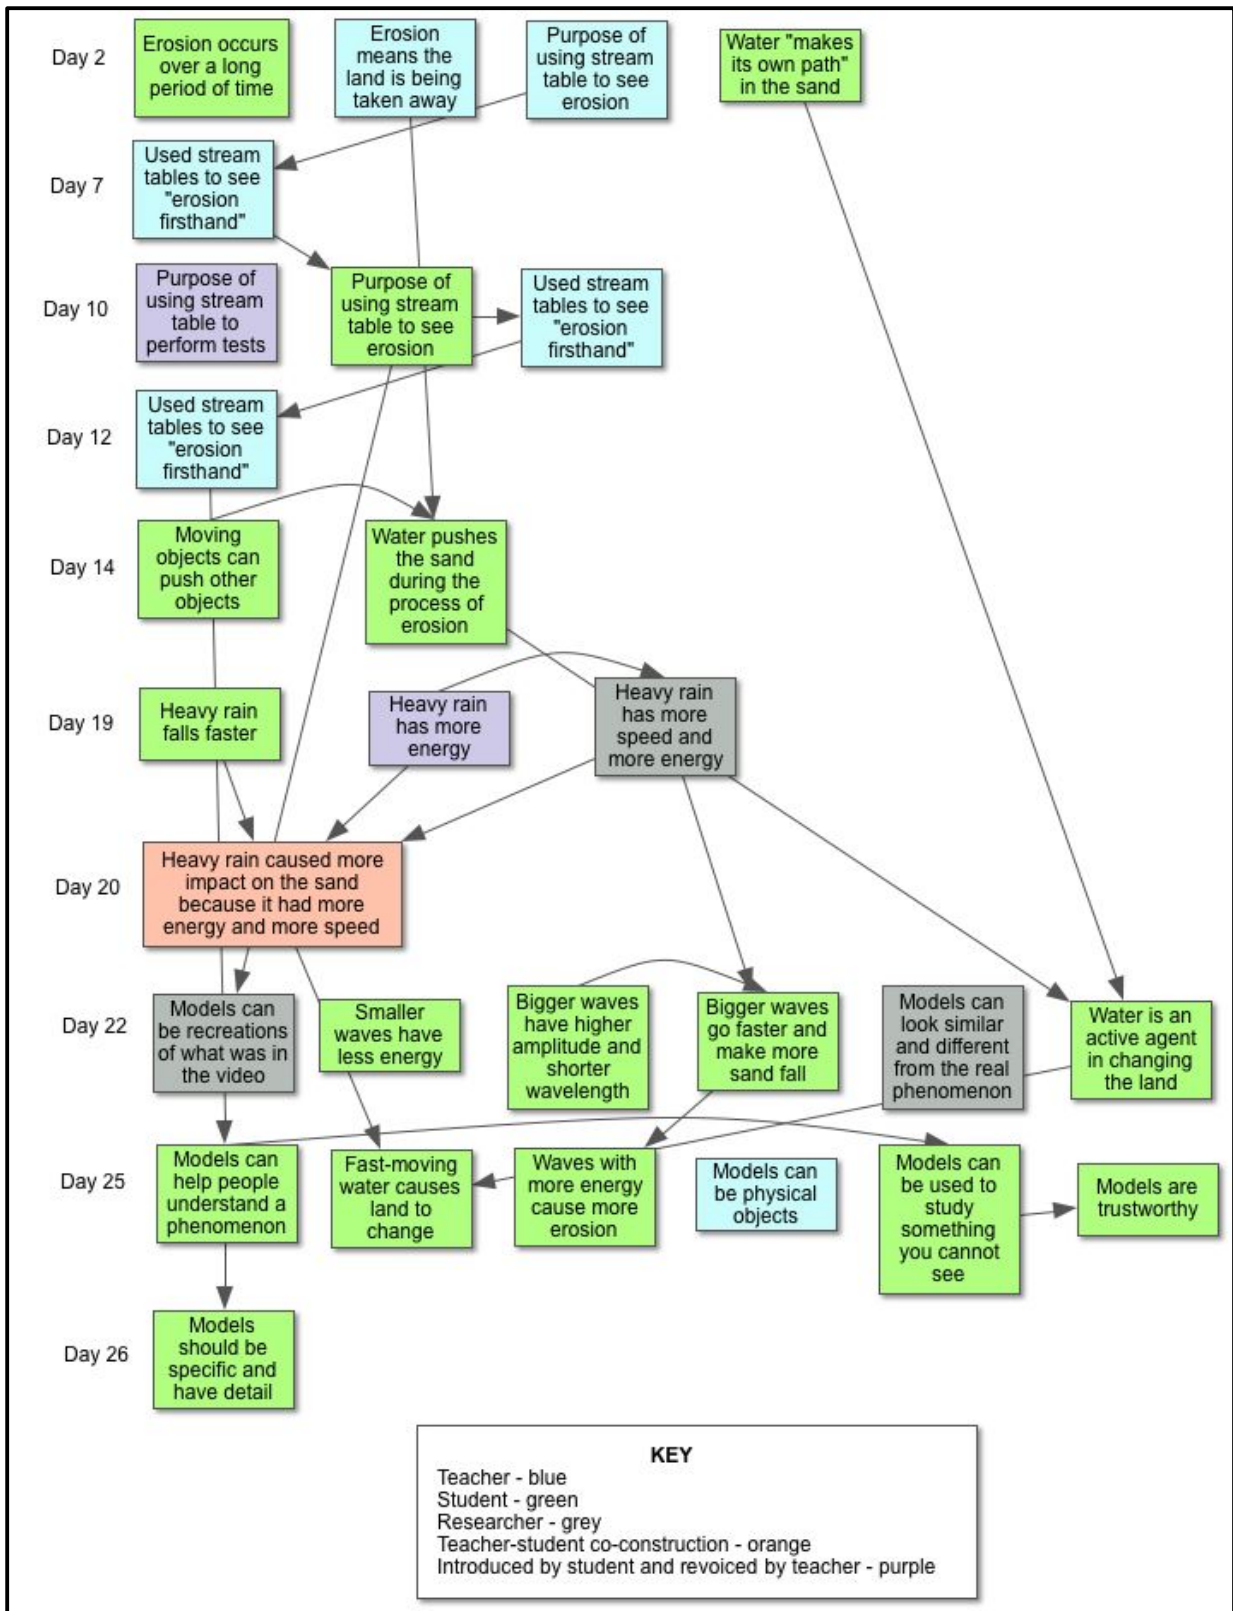 Day 2
Erosion occurs
over a long
period of time
Erosion
means the
land is being
taken away
Purpose of
using stream
table to see
erosion
Water "makes
its own path"
in the sand
Day 7
Used stream
tables to see
"erosion
firsthand"
Day 10
Purpose of
using stream
table to
perform tests
Purpose of
using stream
table to see
erosion
Used stream
tables to see
"erosion
firsthand"
Day 12
Used stream
tables to see
"erosion
firsthand"
Day 14
Moving
objects can
push other
objects
Water pushes
the sand
during the
process of
erosion
Day 19
Heavy rain
falls faster
Heavy rain
has more
energy
Heavy rain
has more
speed and
more energy
Day 20
Heavy rain caused more
impact on the sand
because it had more
energy and more speed
Day 22
Models can
be recreations
of what was in
the video
Smaller
waves have
less energy
Bigger waves
have higher
amplitude and
shorter
wavelength
Bigger waves
go faster and
make more
sand fall
Models can
look similar
and different
from the real
phenomenon
Water is an
active agent
in changing
the land
Day 25
Models can
help people
understand a
phenomenon
Fast-moving
water causes
land to
change
Waves with
more energy
cause more
erosion
Models can
be physical
objects
Models can
be used to
study
something
you cannot
see
Models are
trustworthy
Day 26
Models
should be
specific and
have detail
KEY
Teacher - blue
Student - green
Researcher - grey
Teacher-student co-construction - orange
Introduced by student and revoiced by teacher - purple